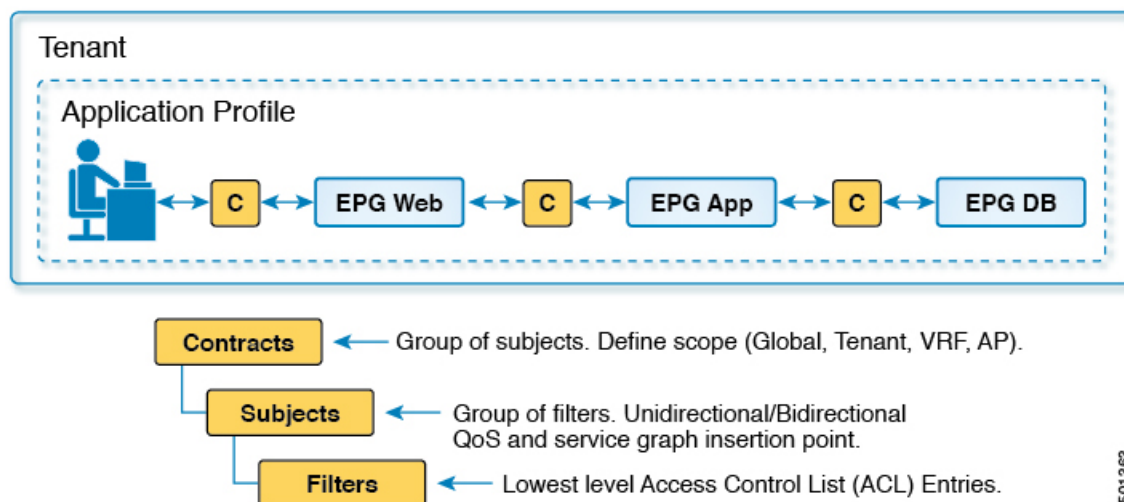 Tenant
Application Profile
C
EPG Web
C
EPG App
C
EPG DB
Contracts
Group of subjects. Define scope (Global, Tenant, VRF, AP).
Subjects
Group of filters. Unidirectional/Bidirectional
QoS and service graph insertion point.
Filters
Lowest level Access Control List (ACL) Entries.